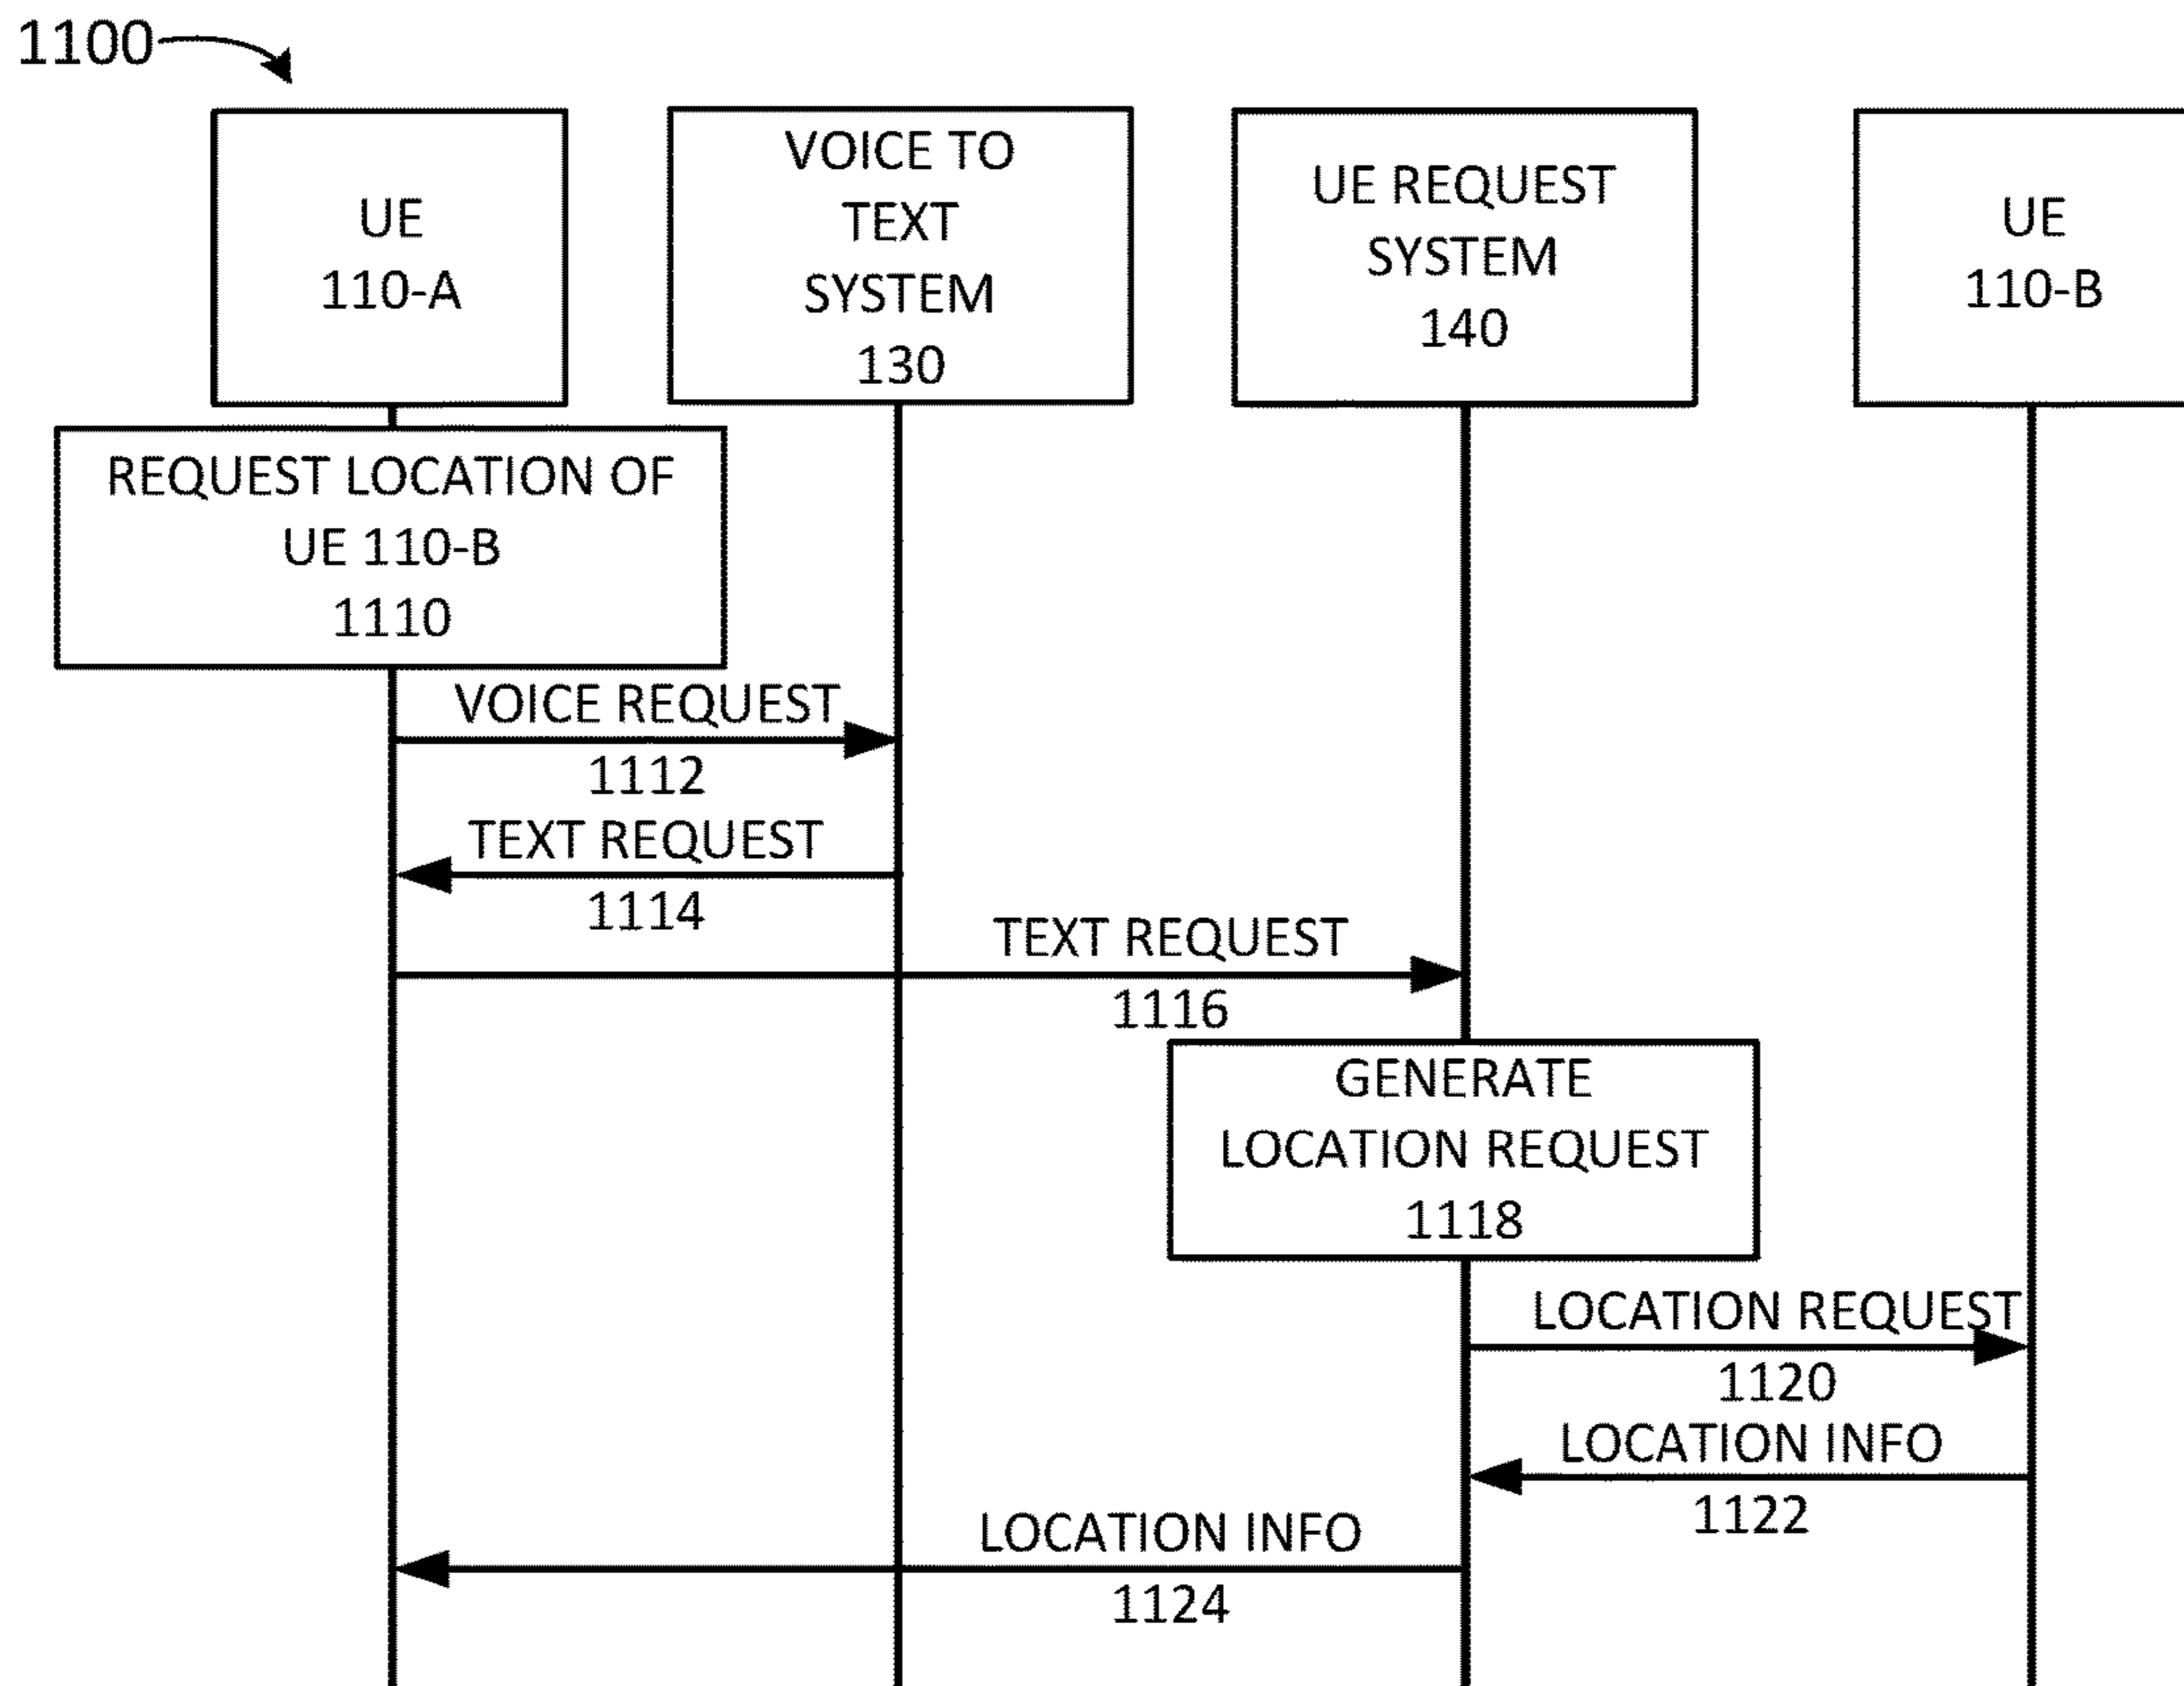 1100
UE
110-A
VOICE TO
TEXT
SYSTEM
130
UE REQUEST
SYSTEM
140
UE
110-B
REQUEST LOCATION OF
UE 110-B
1110
VOICE REQUEST
1112
TEXT REQUEST
1114
TEXT REQUEST
1116
GENERATE
LOCATION REQUEST
1118
LOCATION REQUEST
1120
LOCATION INFO
1122
LOCATION INFO
1124